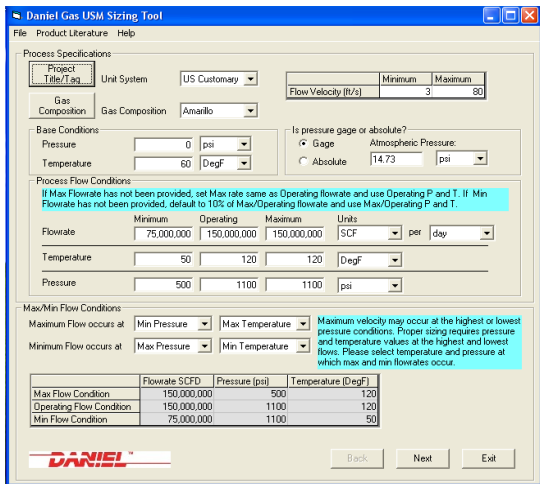 Daniel Gas USM Sizing Tool
File Product Literature Help
Process Specifications
Project
Title/Tag
Unit System
US Customary
Minimum Maximum
Flow Velocity (ft/s) 3 80
Gas
Composition
Gas Composition
Amarillo
Base Conditions
Pressure 0 psi
Temperature 60 DegF
Is pressure gage or absolute?
Gage
Atmospheric Pressure:
Absolute 14.73 psi
Process Flow Conditions
If Max Flowrate has not been provided, set Max rate same as Operating flowrate and use Operating P and T. If Min
Flowrate has not been provided, default to 10% of Max/Operating flowrate and use Max/Operating P and T.
Minimum Operating Maximum Units
Flowrate 75,000,000 150,000,000 150,000,000 SCF per day
Temperature 50 120 120 DegF
Pressure 500 1100 1100 psi
Max/Min Flow Conditions
Maximum Flow occurs at Min Pressure Max Temperature
Minimum Flow occurs at Max Pressure Min Temperature
Maximum velocity may occur at the highest or lowest
pressure conditions. Proper sizing requires pressure
and temperature values at the highest and lowest
flows. Please select temperature and pressure at
which max and min flowrates occur.
Flowrate SCFD Pressure (psi) Temperature (DegF)
Max Flow Condition 150,000,000 500 120
Operating Flow Condition 150,000,000 1100 120
Min Flow Condition 75,000,000 1100 50
DANIEL™
Back Next Exit